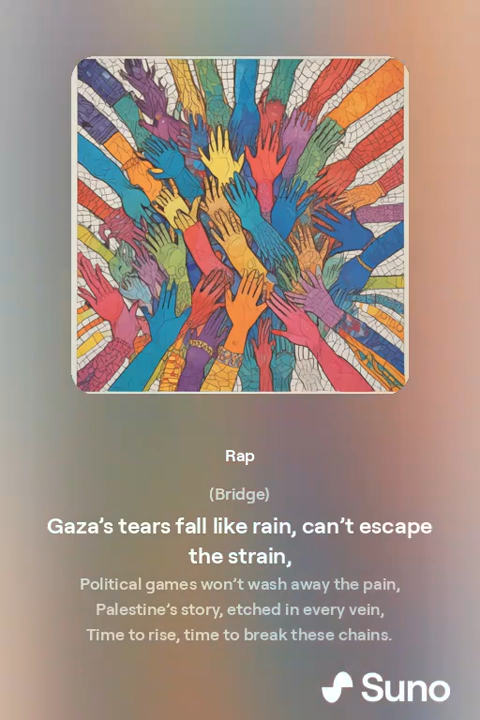 Rap
(Bridge)
Gaza’s tears fall like rain, can’t escape
the strain,
Political games won’t wash away the pain,
Palestine’s story, etched in every vein,
Time to rise, time to break these chains.
Suno